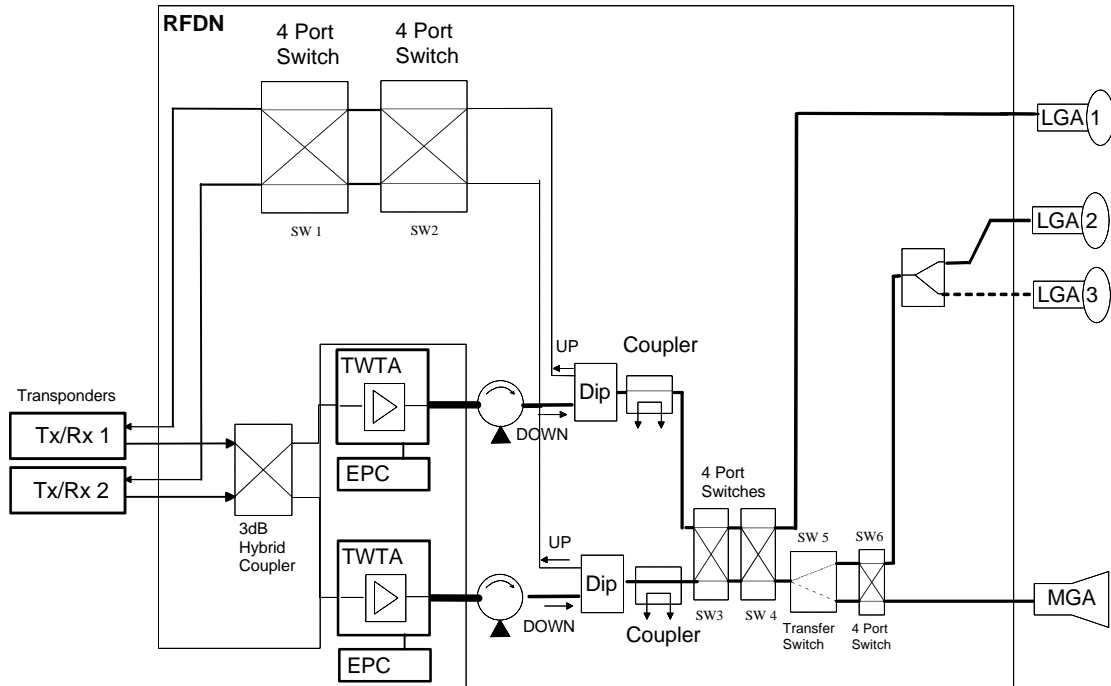 RFDN
4 Port
Switch
4 Port
Switch
SW 1
SW2
LGA 1
LGA 2
LGA 3
UP
Coupler
TWTA
Dip
DOWN
Transponders
Tx/Rx 1
Tx/Rx 2
EPC
3dB
Hybrid
Coupler
4 Port
Switches
SW 5
SW6
UP
TWTA
Dip
SW3
SW 4
DOWN
Coupler
Transfer
Switch
4 Port
Switch
MGA
EPC